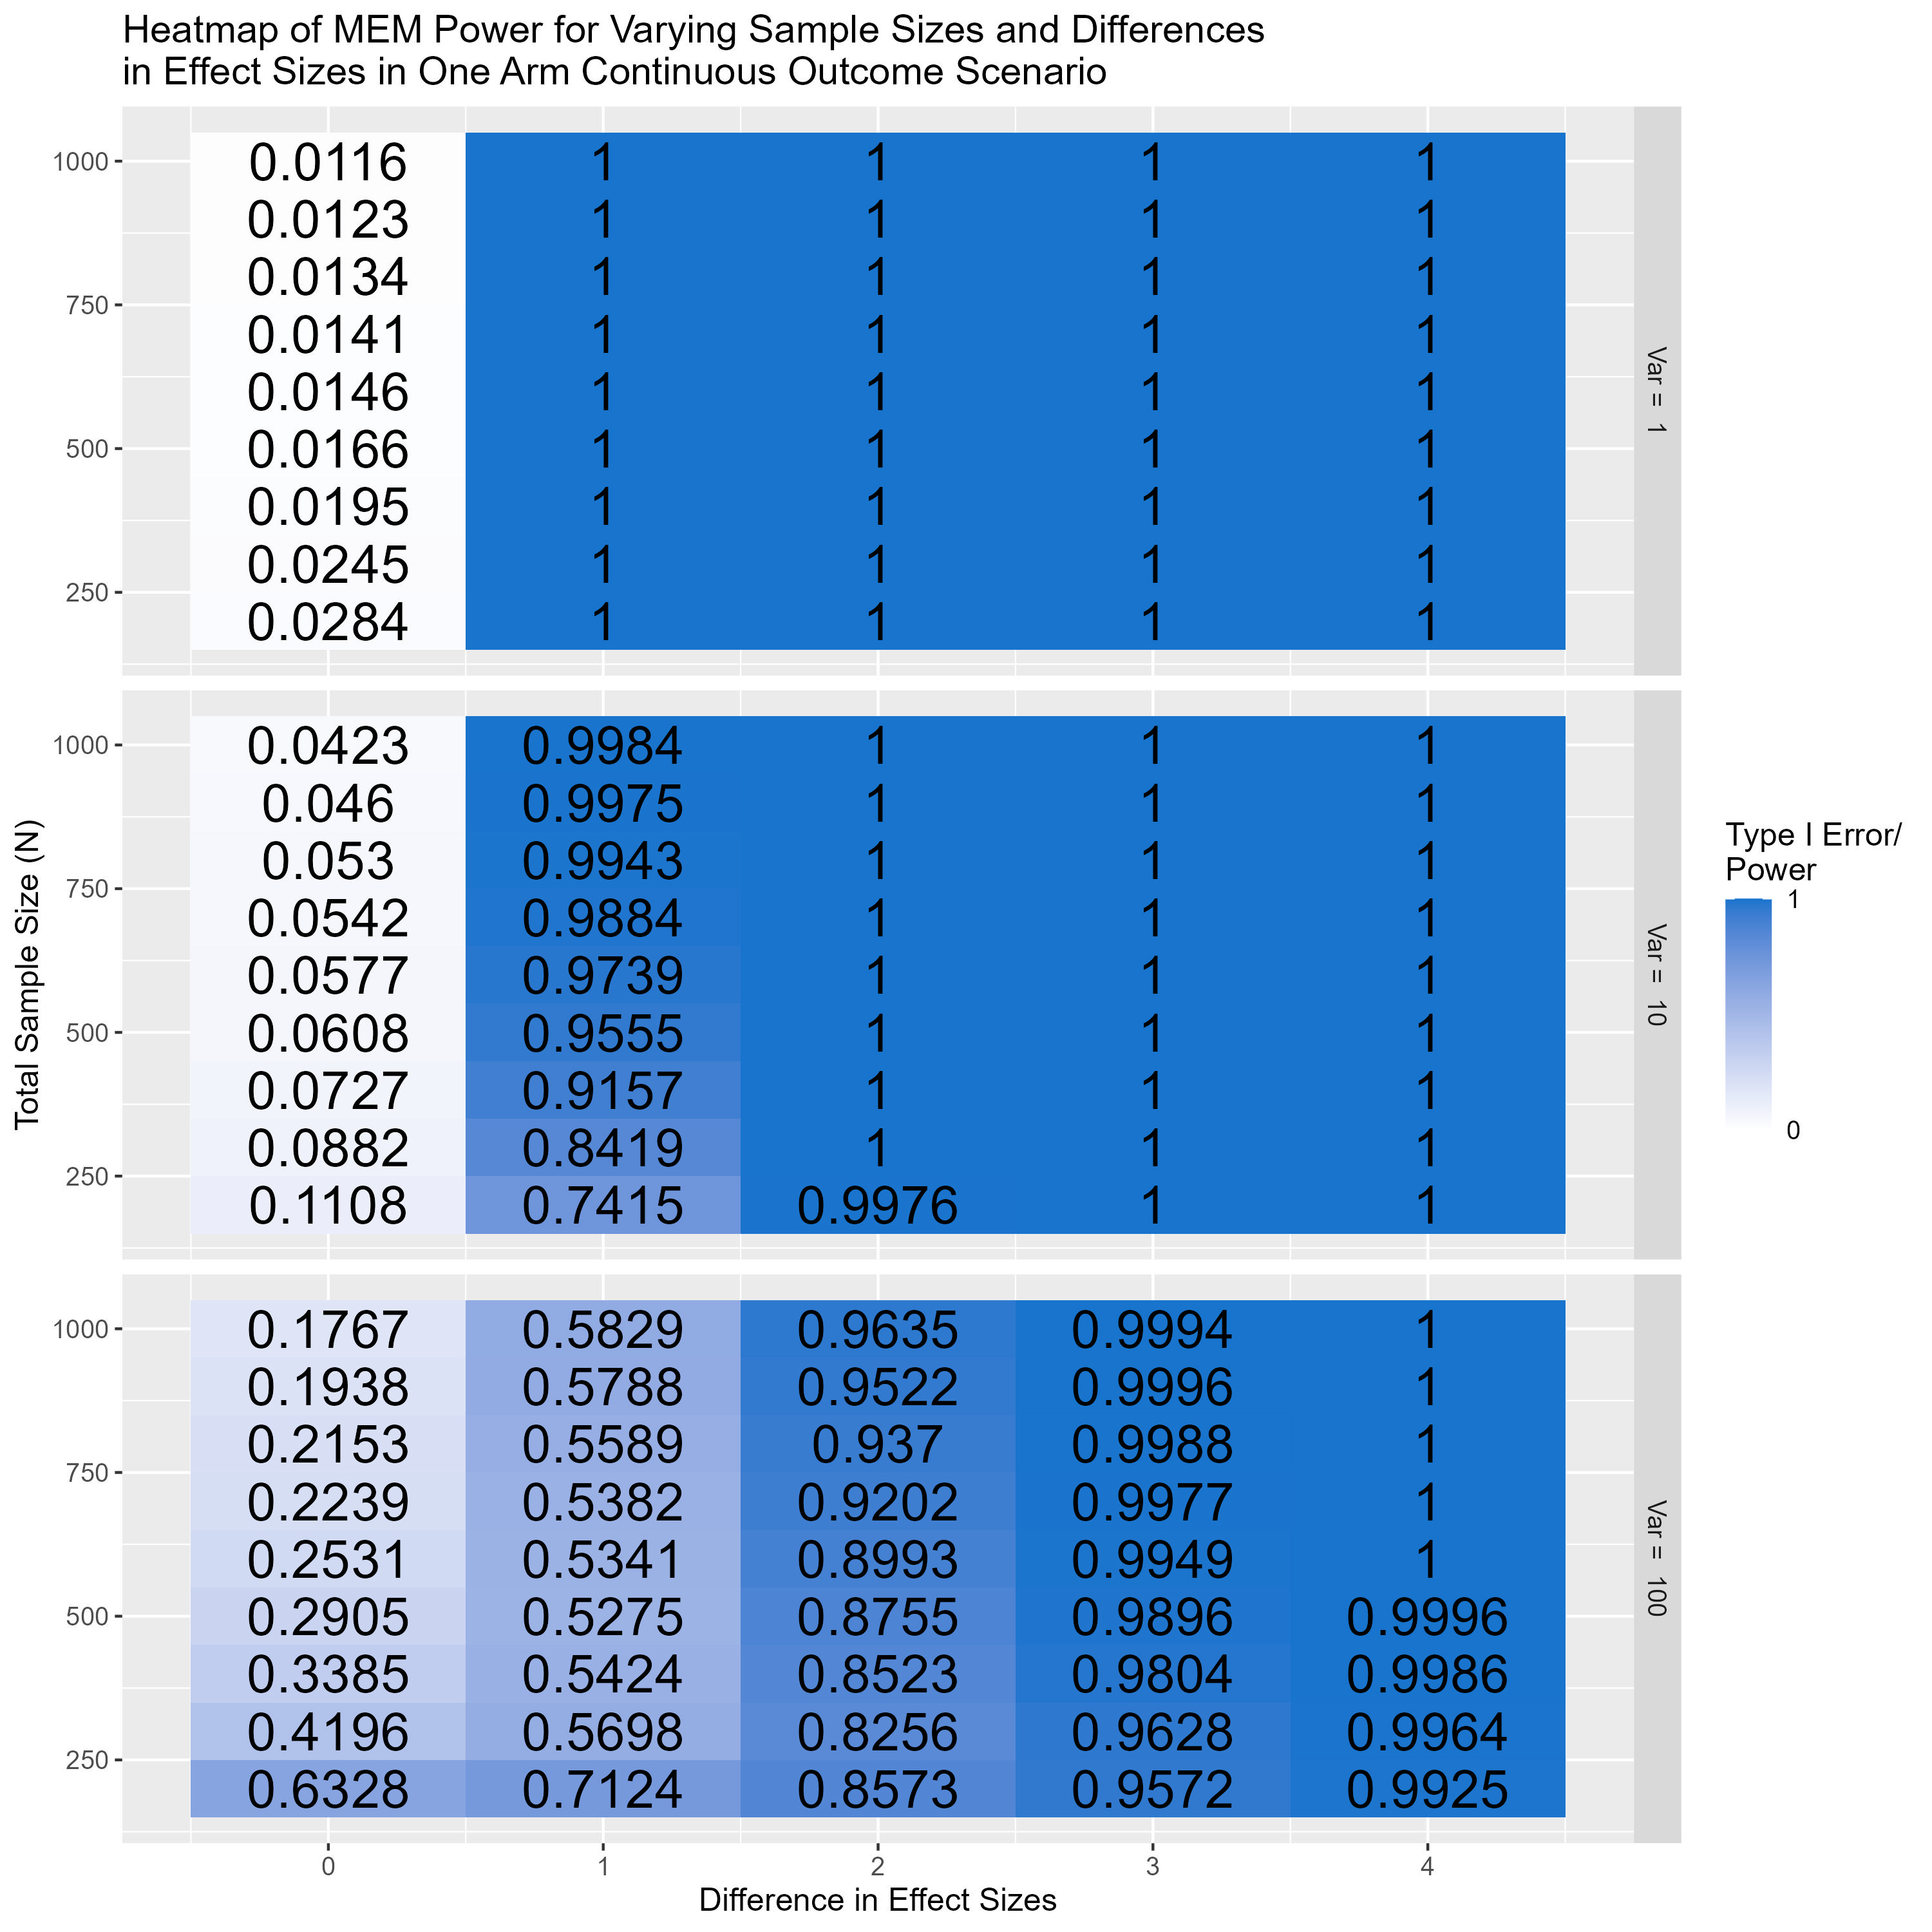 Heatmap of MEM Power for Varying Sample Sizes and Differences
in Effect Sizes in One Arm Continuous Outcome Scenario
Total Sample Size (N)
1000 0.0116 1 1 1 1
0.0123 1 1 1 1
0.0134 1 1 1 1
750
0.0141 1 1 1 1
0.0146 1 1 1 1
500 0.0166 1 1 1 1
0.0195 1 1 1 1
0.0245 1 1 1 1
250
0.0284 1 1 1 1
Var = 1
1000 0.0423 0.9984 1 1 1
0.046 0.9975 1 1 1
0.053 0.9943 1 1 1
750
0.0542 0.9884 1 1 1
0.0577 0.9739 1 1 1
500 0.0608 0.9555 1 1 1
0.0727 0.9157 1 1 1
0.0882 0.8419 1 1 1
250
0.1108 0.7415 0.9976 1 1
Var = 10
1000 0.1767 0.5829 0.9635 0.9994 1
0.1938 0.5788 0.9522 0.9996 1
0.2153 0.5589 0.937 0.9988 1
750
0.2239 0.5382 0.9202 0.9977 1
0.2531 0.5341 0.8993 0.9949 1
500 0.2905 0.5275 0.8755 0.9896 0.9996
0.3385 0.5424 0.8523 0.9804 0.9986
0.4196 0.5698 0.8256 0.9628 0.9964
250
0.6328 0.7124 0.8573 0.9572 0.9925
Var = 100
0 1 2 3 4
Difference in Effect Sizes
Type I Error/
Power
1
0